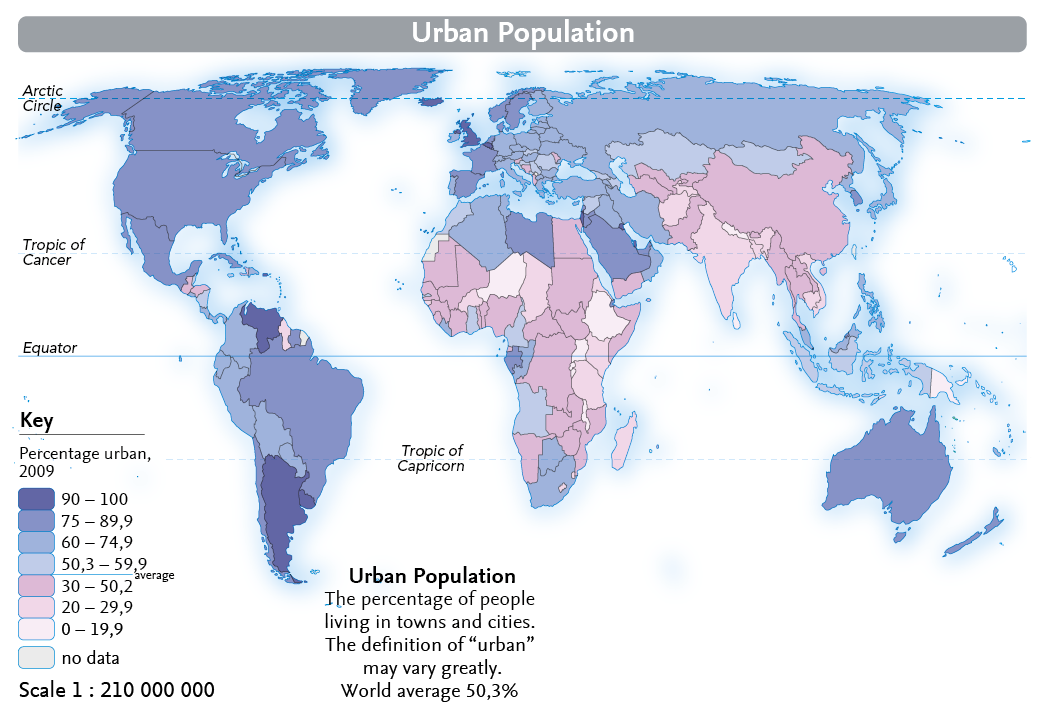 Urban Population
Arctic
Circle
Tropic of
Cancer
Equator
Key
Percentage urban,
2009
90 – 100
75 – 89,9
60 – 74,9
50,3 – 59,9
average
30 – 50,2
20 – 29,9
0 – 19,9
no data
Scale 1 : 210 000 000
Tropic of
Capricorn
Urban Population
The percentage of people
living in towns and cities.
The definition of “urban”
may vary greatly.
World average 50,3%